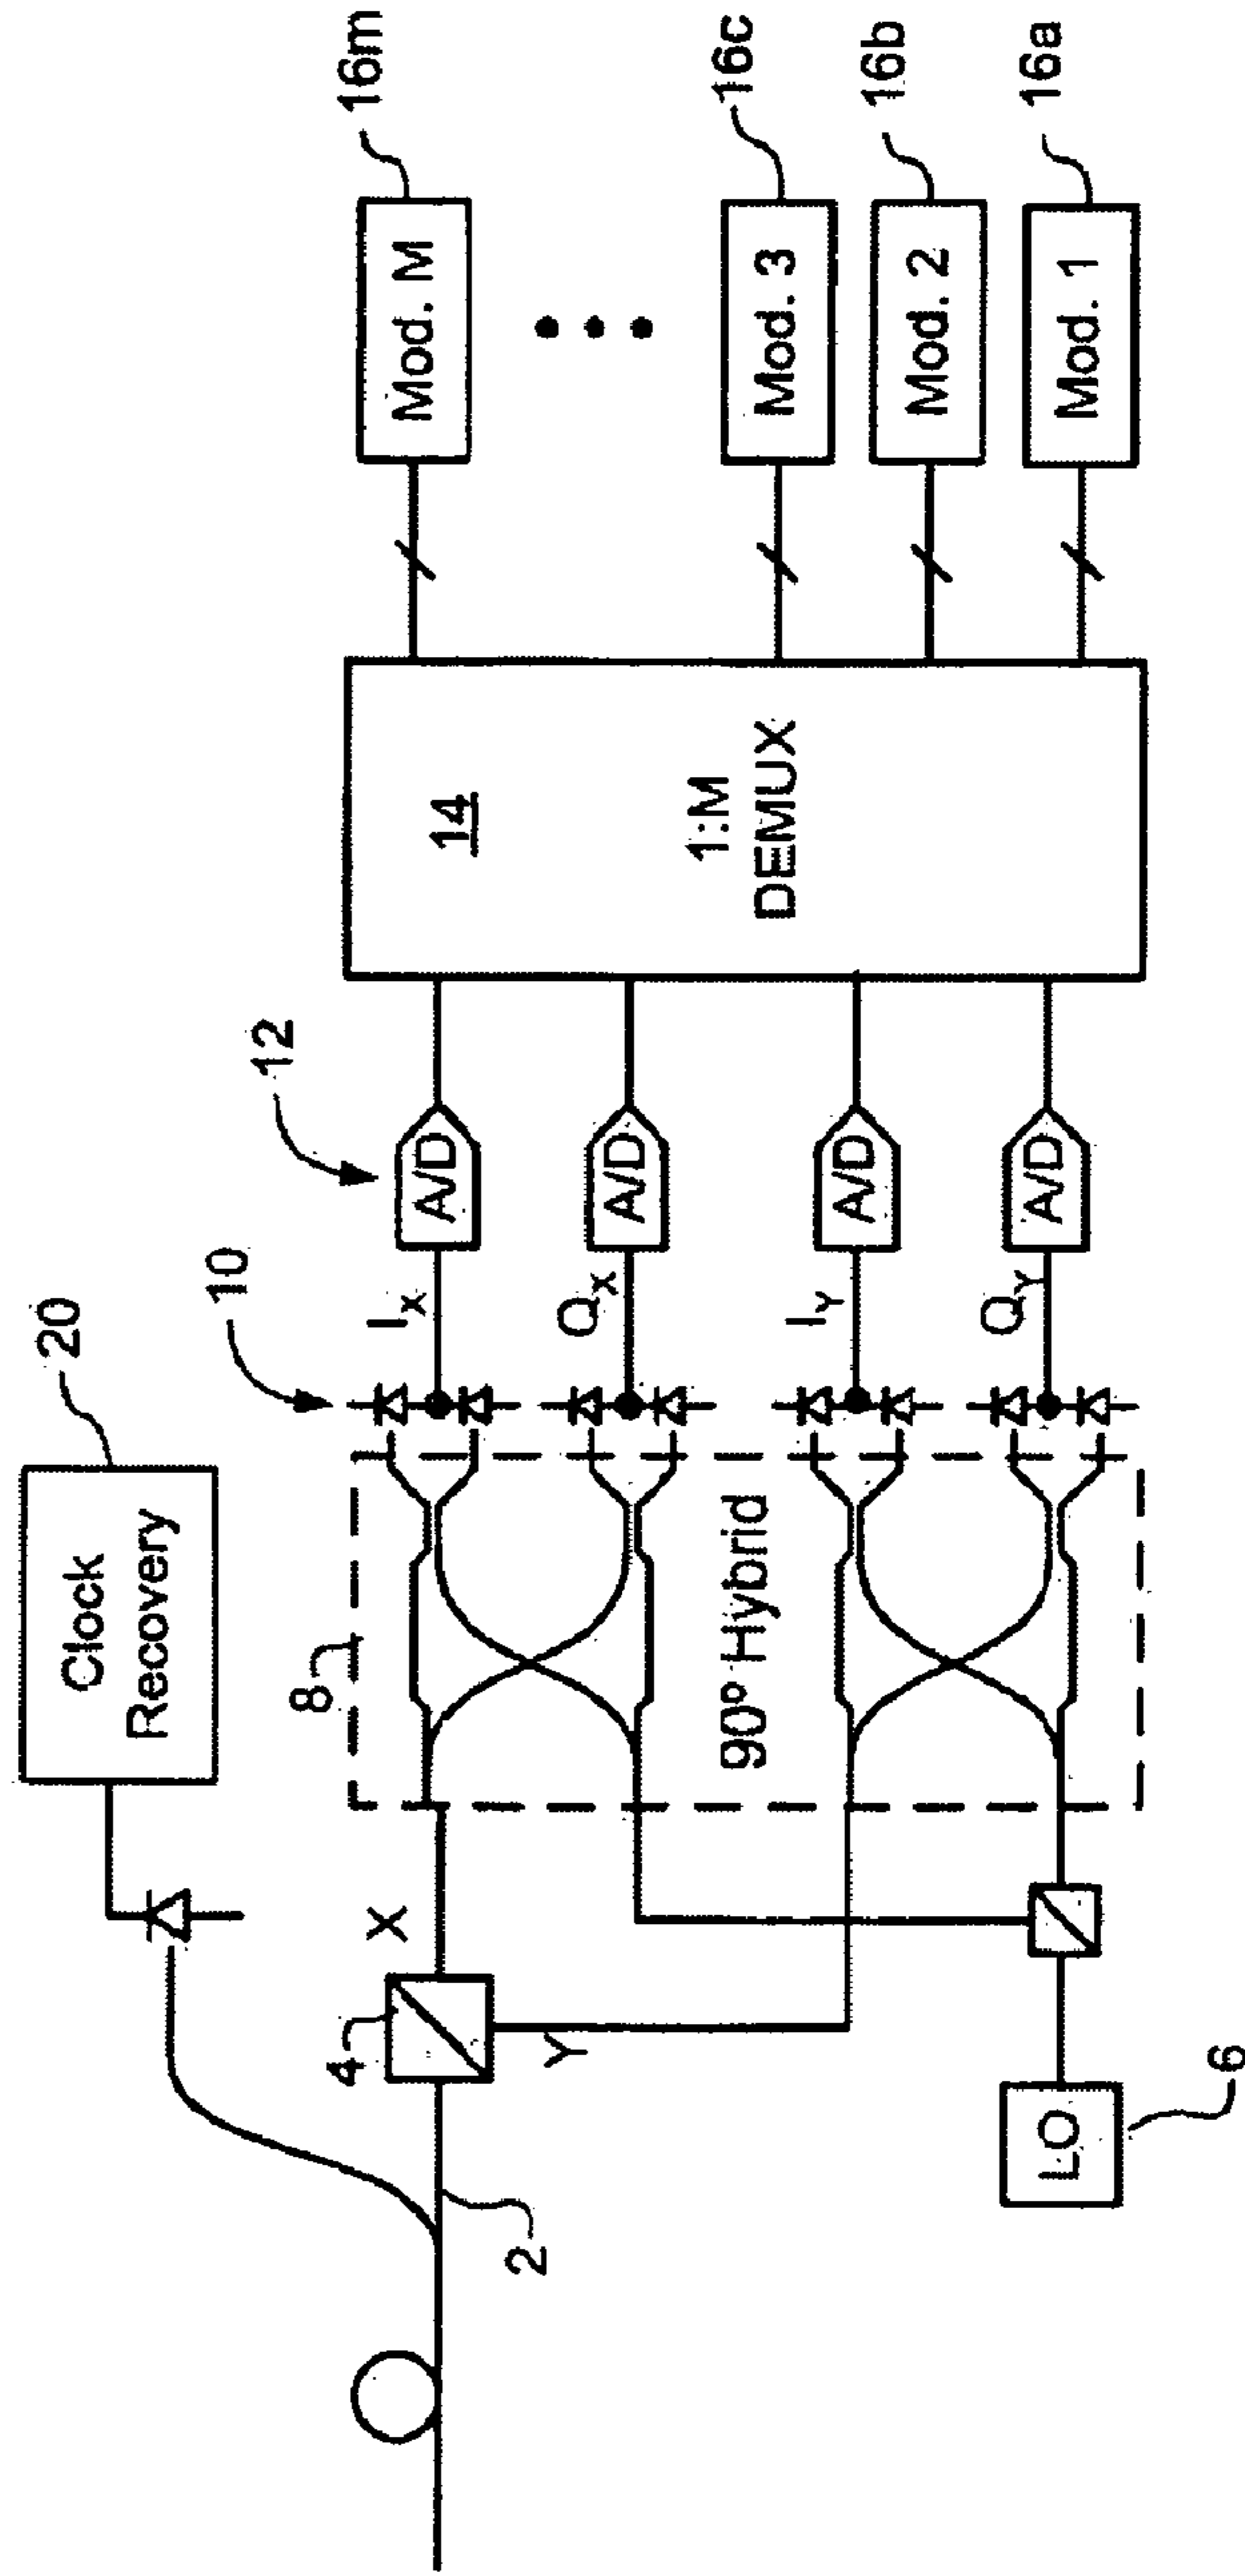 20
Clock
Recovery
8
X
4
Y
2
LO
6
90º Hybrid
10
12
I_X
Q_X
I_Y
Q_Y
A/D
A/D
A/D
A/D
14
1:M
DEMUX
Mod. M
16m
Mod. 3
16c
Mod. 2
16b
Mod. 1
16a